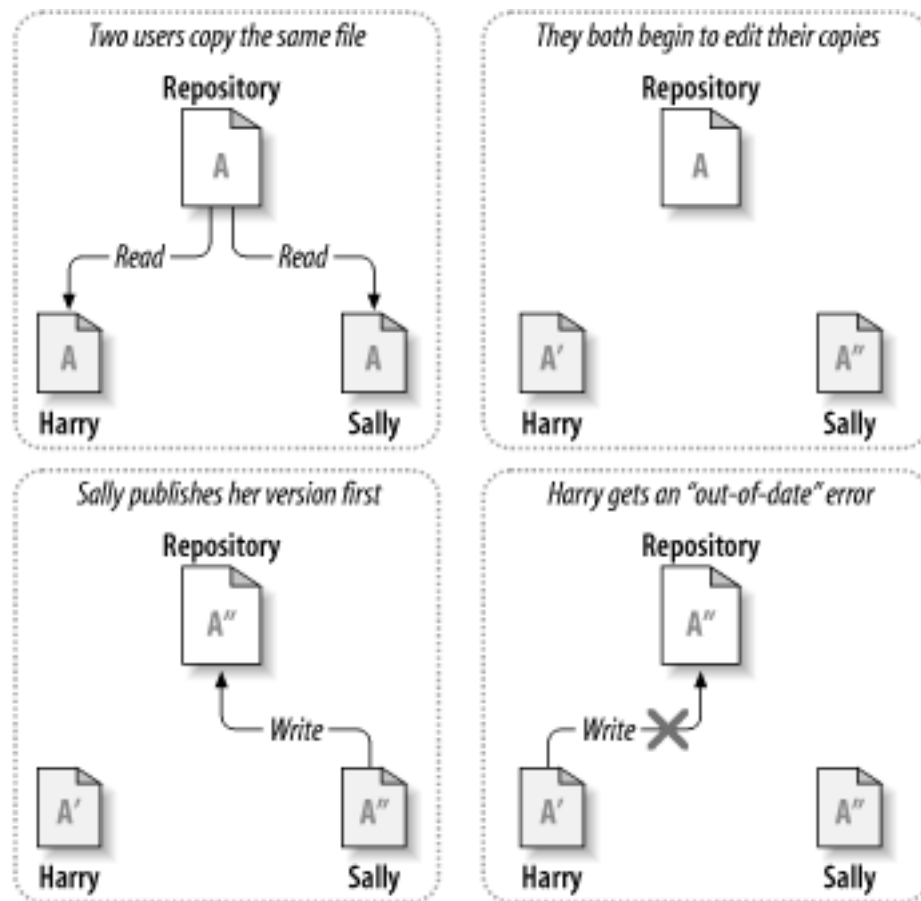 Two users copy the same file
Repository
A
Read Read
A A
Harry Sally
They both begin to edit their copies
Repository
A
A′ A″
Harry Sally
Sally publishes her version first
Repository
A″
Write
A′ A″
Harry Sally
Harry gets an “out-of-date” error
Repository
A″
Write
A′ A″
Harry Sally